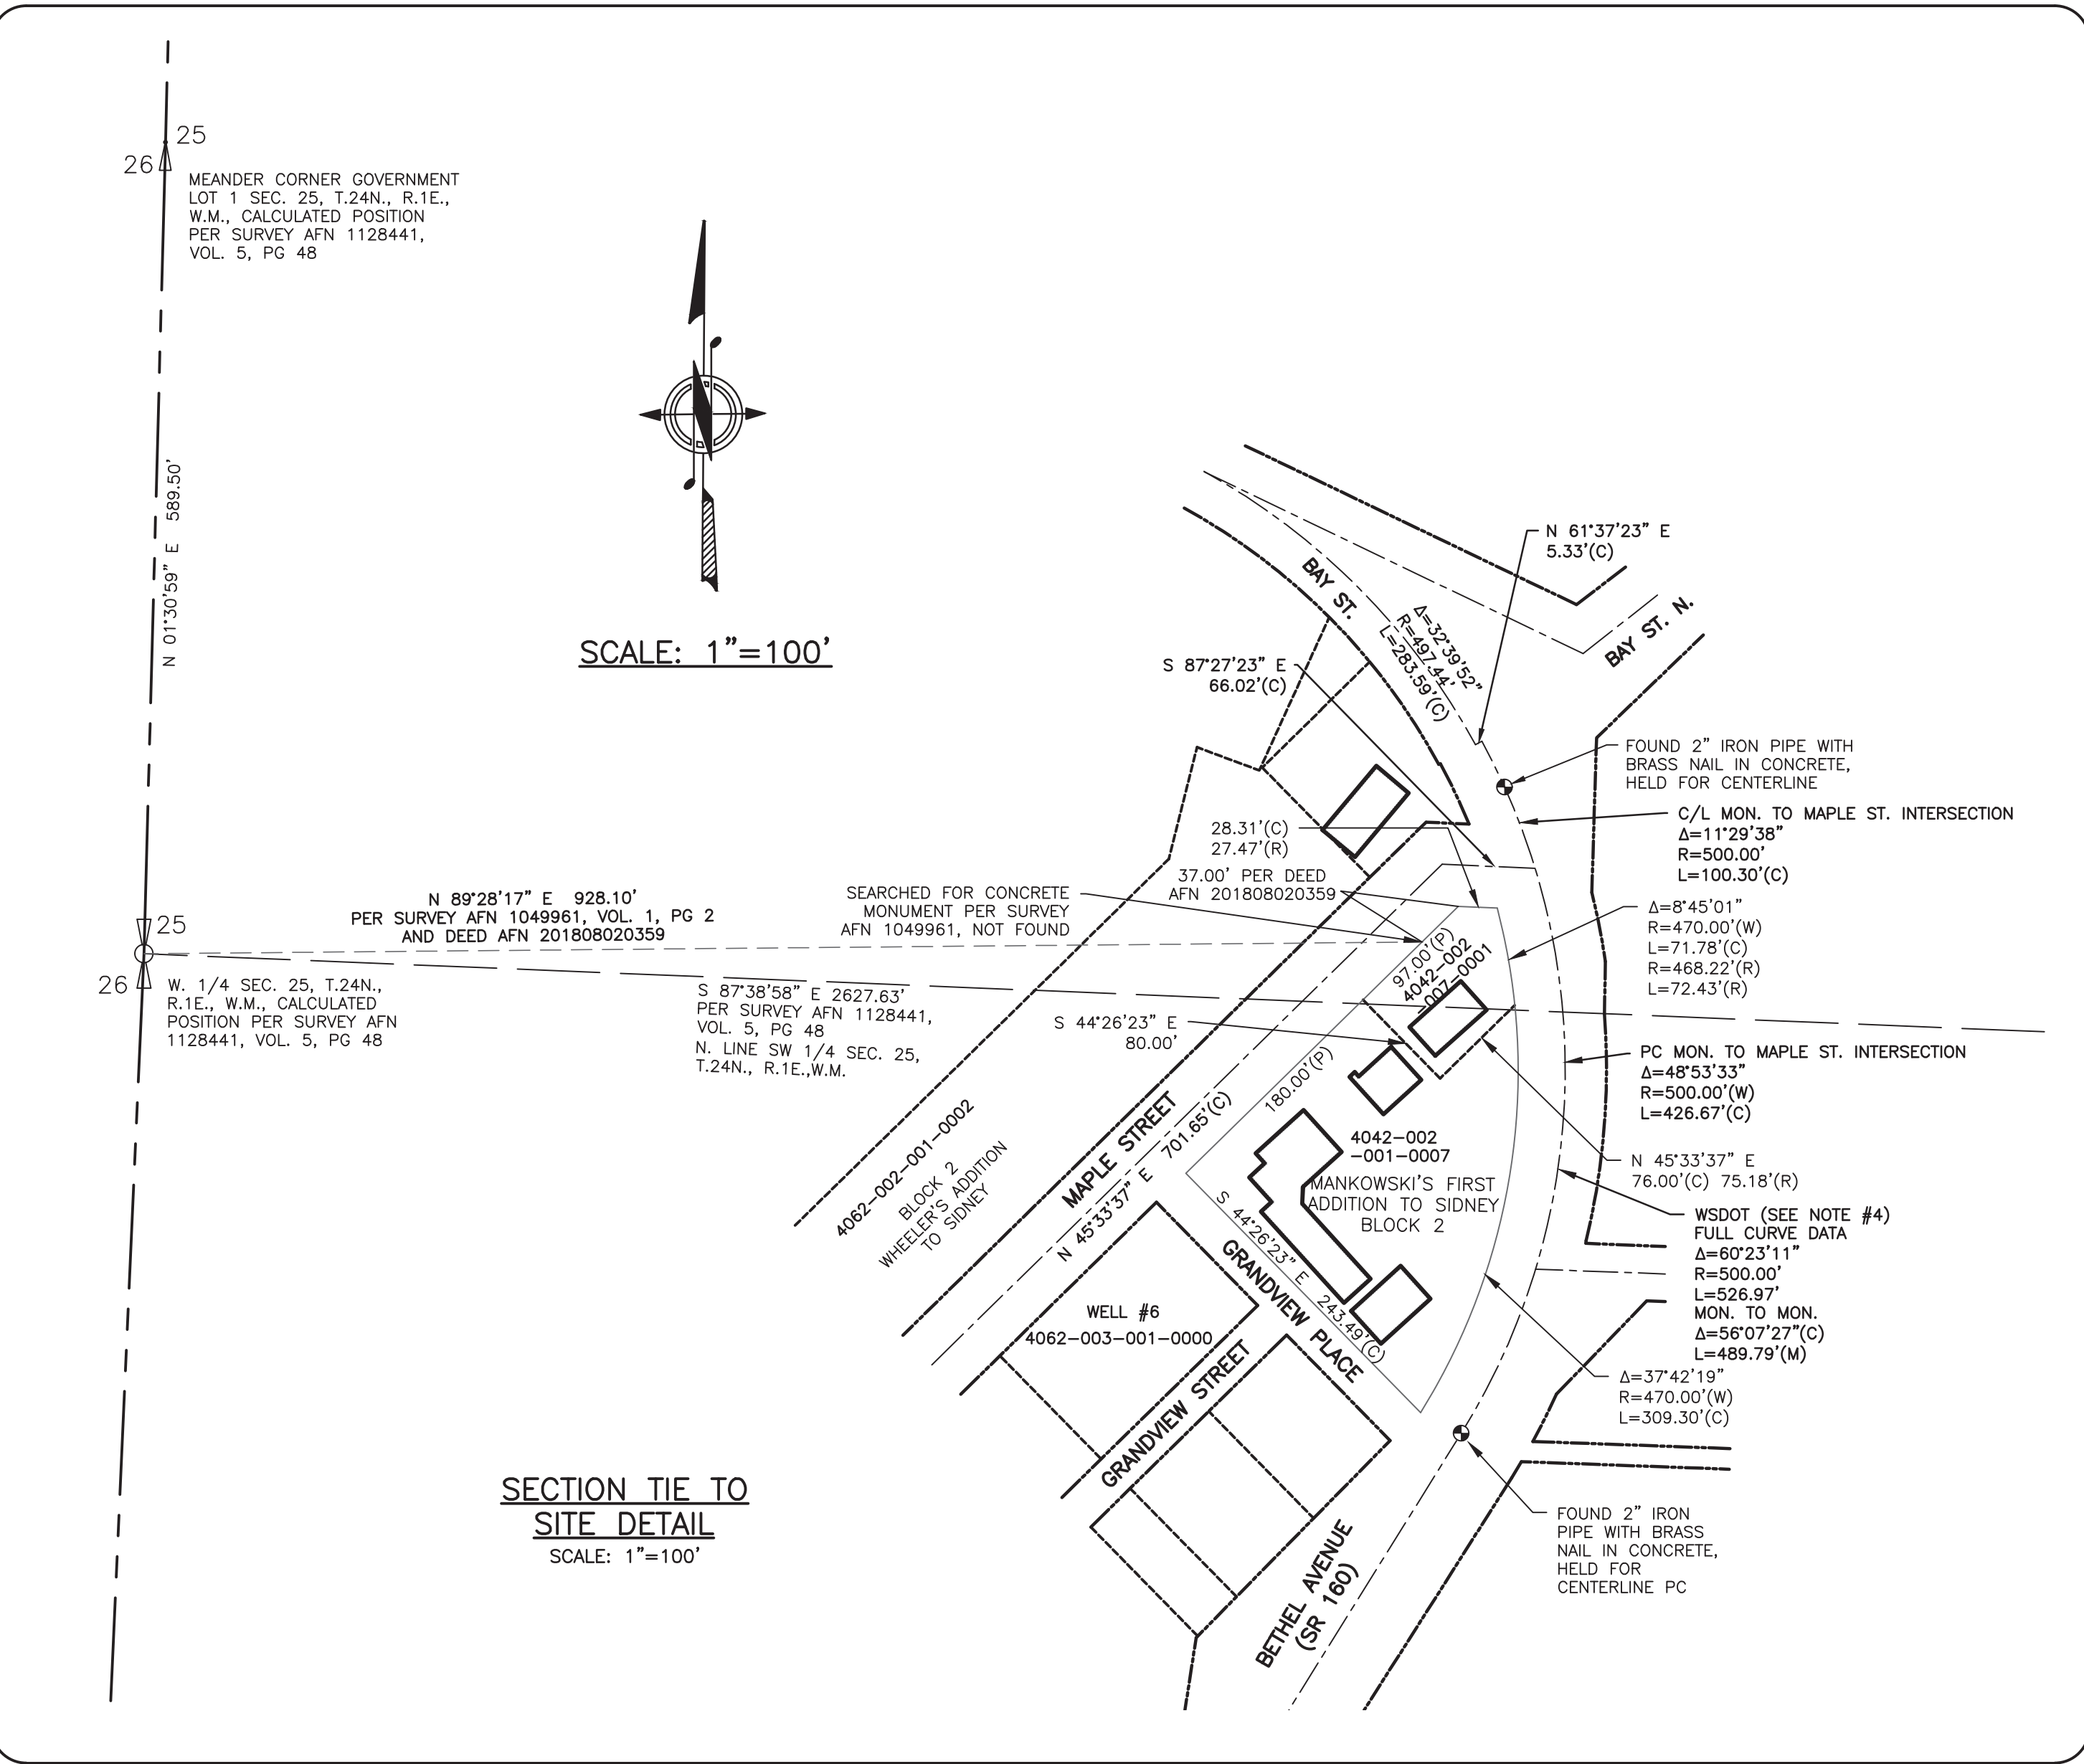 25
26
MEANDER CORNER GOVERNMENT
LOT 1 SEC. 25, T.24N., R.1E.,
W.M., CALCULATED POSITION
PER SURVEY AFN 1128441,
VOL. 5, PG 48
N 01°30'59" E 589.50'
SCALE: 1"=100'
N 61°37'23" E
5.33'(C)
BAY ST.
BAY ST. N.
Δ=32°39'52"
R=497.44'
L=283.59'(C)
S 87°27'23" E
66.02'(C)
FOUND 2" IRON PIPE WITH
BRASS NAIL IN CONCRETE,
HELD FOR CENTERLINE
C/L MON. TO MAPLE ST. INTERSECTION
Δ=11°29'38"
R=500.00'
L=100.30'(C)
28.31'(C)
27.47'(R)
37.00' PER DEED
AFN 201808020359
SEARCHED FOR CONCRETE
MONUMENT PER SURVEY
AFN 1049961, NOT FOUND
N 89°28'17" E 928.10'
PER SURVEY AFN 1049961, VOL. 1, PG 2
AND DEED AFN 201808020359
25
26
W. 1/4 SEC. 25, T.24N.,
R.1E., W.M., CALCULATED
POSITION PER SURVEY AFN
1128441, VOL. 5, PG 48
S 87°38'58" E 2627.63'
PER SURVEY AFN 1128441,
VOL. 5, PG 48
N. LINE SW 1/4 SEC. 25,
T.24N., R.1E.,W.M.
97.00'(P)
4042-002
-007-0001
Δ=8°45'01"
R=470.00'(W)
L=71.78'(C)
R=468.22'(R)
L=72.43'(R)
S 44°26'23" E
80.00'
180.00'(P)
PC MON. TO MAPLE ST. INTERSECTION
Δ=48°53'33"
R=500.00'(W)
L=426.67'(C)
4042-002
-001-0007
MANKOWSKI'S FIRST
ADDITION TO SIDNEY
BLOCK 2
N 45°33'37" E
76.00'(C) 75.18'(R)
WSDOT (SEE NOTE #4)
FULL CURVE DATA
Δ=60°23'11"
R=500.00'
L=526.97'
MON. TO MON.
Δ=56°07'27"(C)
L=489.79'(M)
Δ=37°42'19"
R=470.00'(W)
L=309.30'(C)
4062-002-001-0002
BLOCK 2
WHEELER'S ADDITION
TO SIDNEY
MAPLE STREET
N 45°33'37" E 701.65'(C)
S 44°26'23" E 243.49'(C)
GRANDVIEW PLACE
WELL #6
4062-003-001-0000
GRANDVIEW STREET
BETHEL AVENUE
(SR 160)
FOUND 2" IRON
PIPE WITH BRASS
NAIL IN CONCRETE,
HELD FOR
CENTERLINE PC
SECTION TIE TO
SITE DETAIL
SCALE: 1"=100'